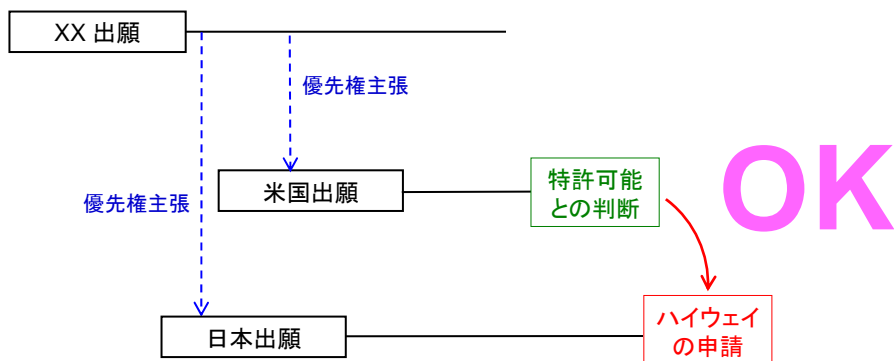 XX 出願
優先権主張
優先権主張
米国出願
特許可能
との判断
OK
日本出願
ハイウェイ
の申請